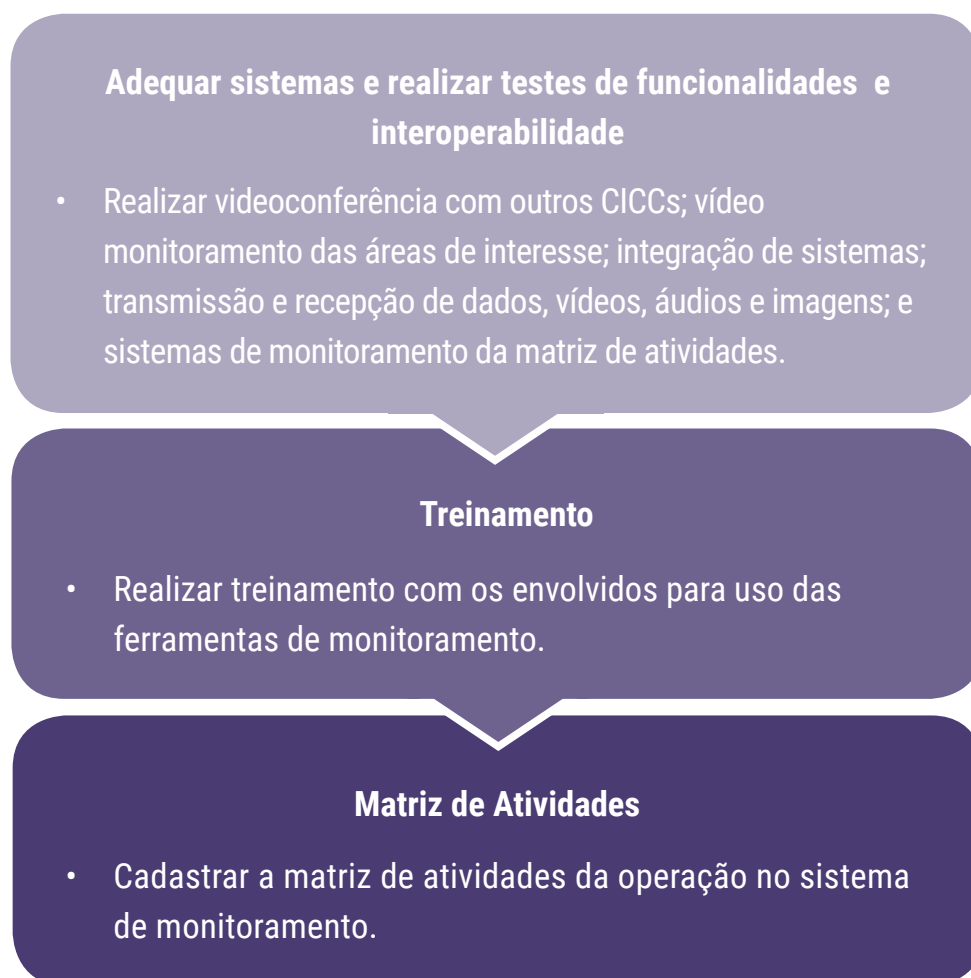 Adequar sistemas e realizar testes de funcionalidades e
interoperabilidade
• Realizar videoconferência com outros CICCs; vídeo
monitoramento das áreas de interesse; integração de sistemas;
transmissão e recepção de dados, vídeos, áudios e imagens; e
sistemas de monitoramento da matriz de atividades.
Treinamento
• Realizar treinamento com os envolvidos para uso das
ferramentas de monitoramento.
Matriz de Atividades
• Cadastrar a matriz de atividades da operação no sistema
de monitoramento.